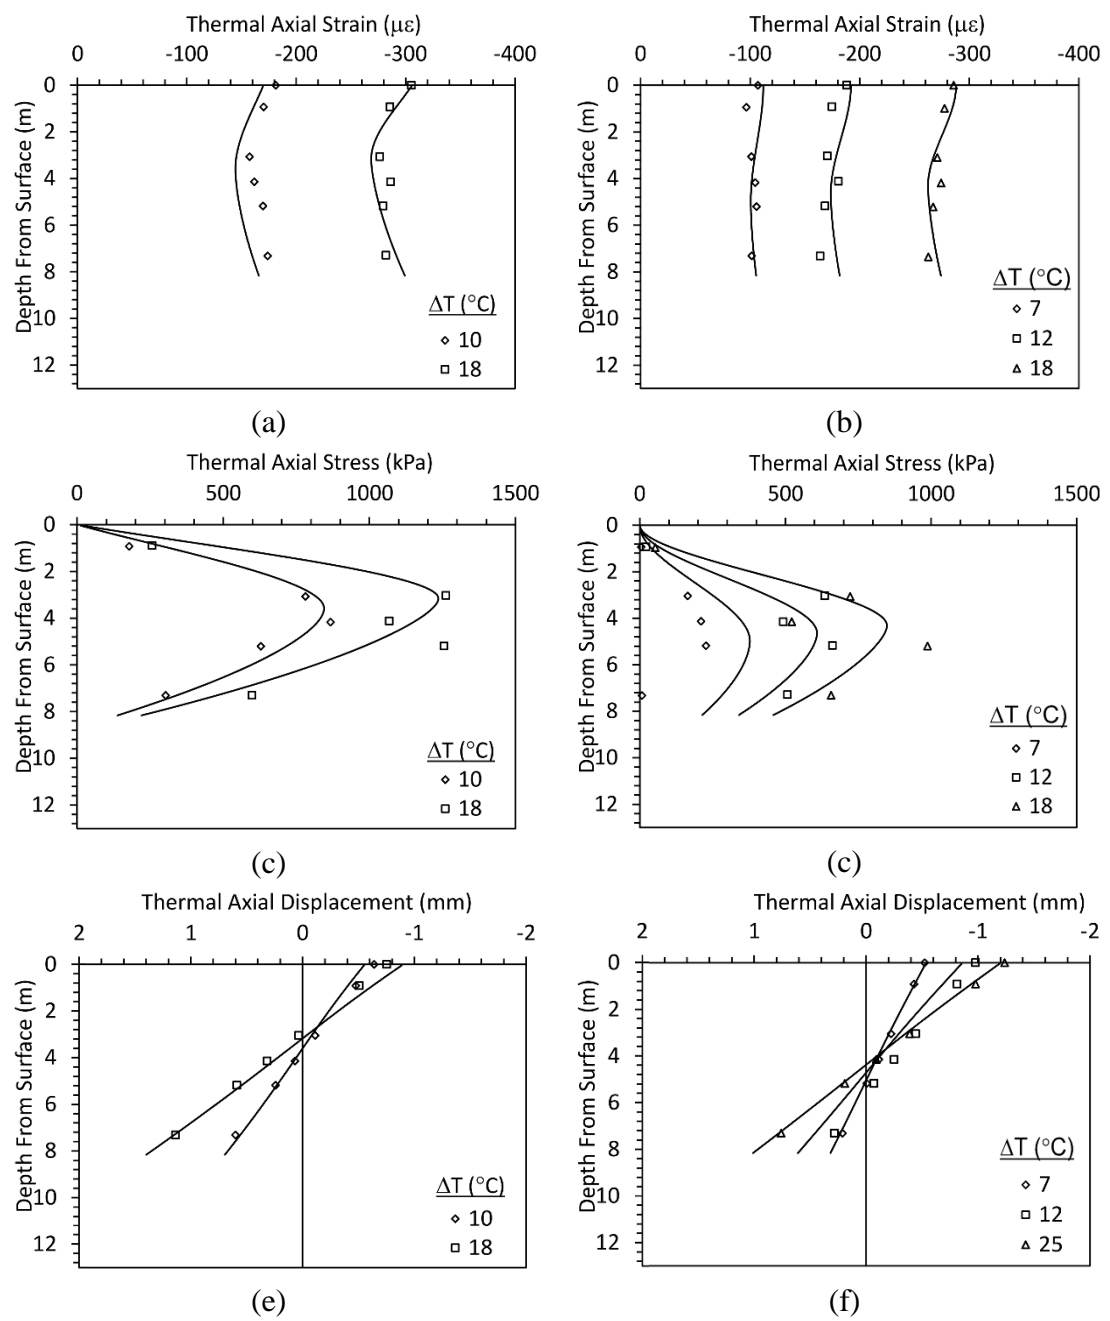 Thermal Axial Strain (με)
0 -100 -200 -300 -400
Depth From Surface (m)
0
2
4
6
8
10
12
ΔT (°C)
10
18
(a)
Thermal Axial Strain (με)
0 -100 -200 -300 -400
Depth From Surface (m)
0
2
4
6
8
10
12
ΔT (°C)
7
12
18
(b)
Thermal Axial Stress (kPa)
0 500 1000 1500
Depth From Surface (m)
0
2
4
6
8
10
12
ΔT (°C)
10
18
(c)
Thermal Axial Stress (kPa)
0 500 1000 1500
Depth From Surface (m)
0
2
4
6
8
10
12
ΔT (°C)
7
12
18
(c)
Thermal Axial Displacement (mm)
2 1 0 -1 -2
Depth From Surface (m)
0
2
4
6
8
10
12
ΔT (°C)
10
18
(e)
Thermal Axial Displacement (mm)
2 1 0 -1 -2
Depth From Surface (m)
0
2
4
6
8
10
12
ΔT (°C)
7
12
25
(f)